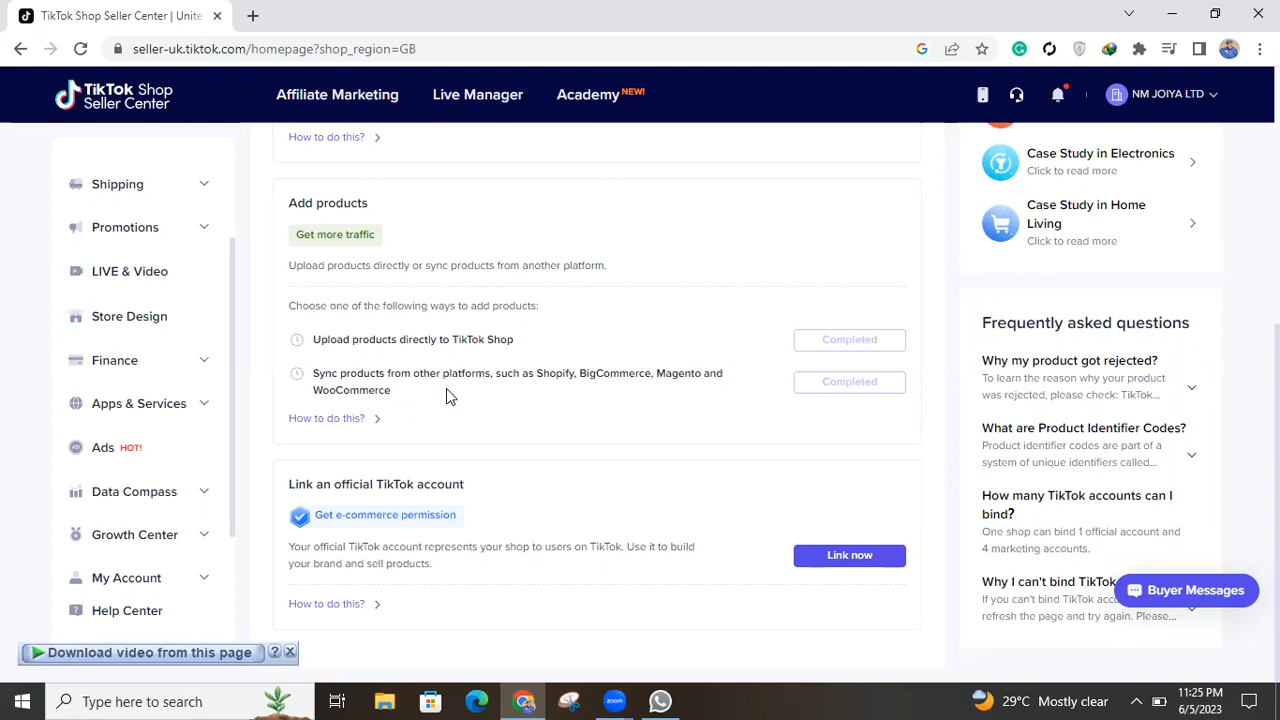 TikTok Shop Seller Center | Unite
seller-uk.tiktok.com/homepage?shop_region=GB
TikTok Shop
Seller Center
Affiliate Marketing
Live Manager
Academy NEW!
NM JOIYA LTD
Shipping
Promotions
LIVE & Video
Store Design
Finance
Apps & Services
Ads HOT!
Data Compass
Growth Center
My Account
Help Center
How to do this?
Add products
Get more traffic
Upload products directly or sync products from another platform.
Choose one of the following ways to add products:
Upload products directly to TikTok Shop
Completed
Sync products from other platforms, such as Shopify, BigCommerce, Magento and
WooCommerce
Completed
How to do this?
Link an official TikTok account
Get e-commerce permission
Your official TikTok account represents your shop to users on TikTok. Use it to build
your brand and sell products.
Link now
How to do this?
Case Study in Electronics
Click to read more
Case Study in Home
Living
Click to read more
Frequently asked questions
Why my product got rejected?
To learn the reason why your product
was rejected, please check: TikTok...
What are Product Identifier Codes?
Product identifier codes are part of a
system of unique identifiers called...
How many TikTok accounts can I
bind?
One shop can bind 1 official account and
4 marketing accounts.
Why I can't bind TikTok
If you can't bind TikTok
refresh the page and try again. Please...
Buyer Messages
Download video from this page
Type here to search
zoom
29°C Mostly clear
11:25 PM
6/5/2023